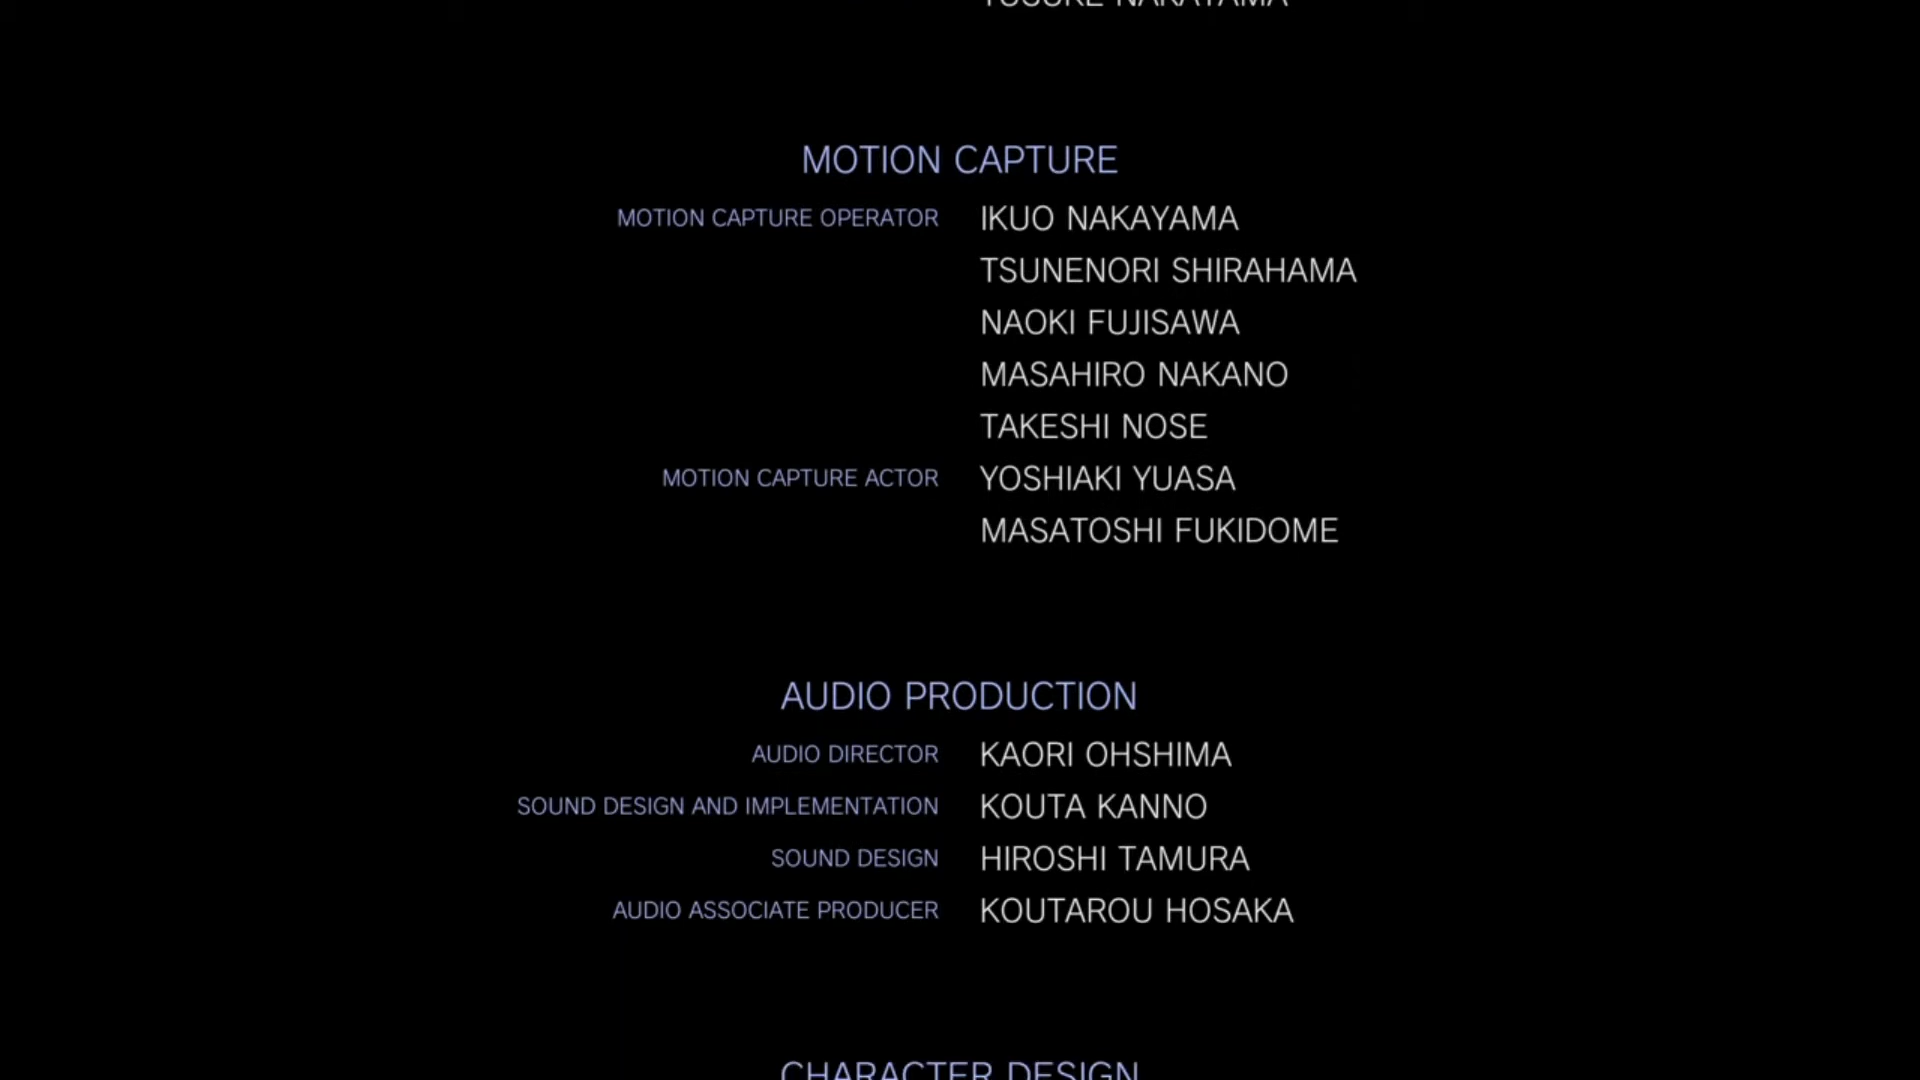 YUSUKE NAKAYAMA
MOTION CAPTURE
MOTION CAPTURE OPERATOR IKUO NAKAYAMA
TSUNENORI SHIRAHAMA
NAOKI FUJISAWA
MASAHIRO NAKANO
TAKESHI NOSE
MOTION CAPTURE ACTOR YOSHIAKI YUASA
MASATOSHI FUKIDOME
AUDIO PRODUCTION
AUDIO DIRECTOR KAORI OHSHIMA
SOUND DESIGN AND IMPLEMENTATION KOUTA KANNO
SOUND DESIGN HIROSHI TAMURA
AUDIO ASSOCIATE PRODUCER KOUTAROU HOSAKA
CHARACTER DESIGN